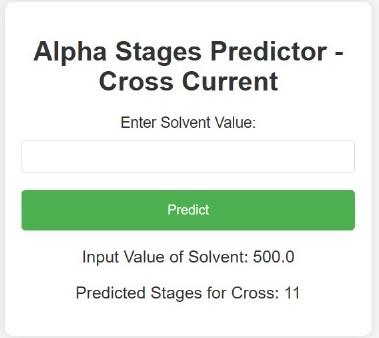 Alpha Stages Predictor -
Cross Current
Enter Solvent Value:
Predict
Input Value of Solvent: 500.0
Predicted Stages for Cross: 11